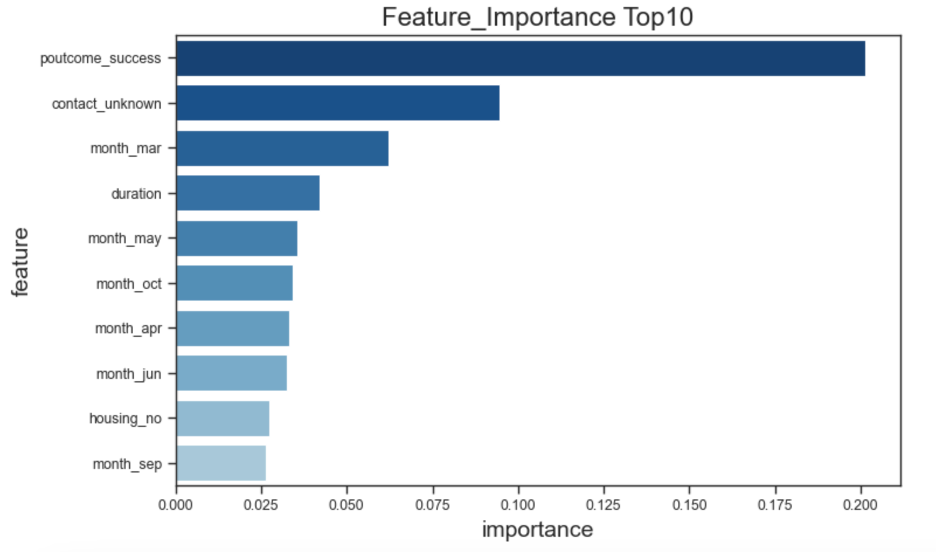 Feature_Importance Top10
feature
poutcome_success
contact_unknown
month_mar
duration
month_may
month_oct
month_apr
month_jun
housing_no
month_sep
0.000 0.025 0.050 0.075 0.100 0.125 0.150 0.175 0.200
importance